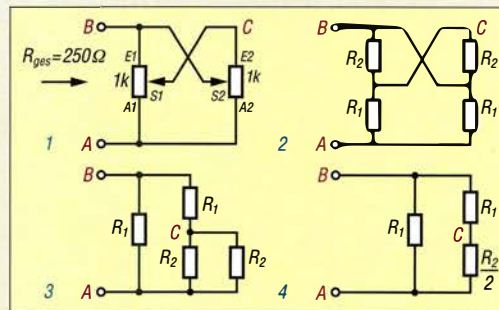 B
C
R_ges=250Ω
E1
E2
1k
1k
S1
S2
A1
A2
1
A
B
C
R₂
R₂
R₁
R₁
2
A
B
R₁
R₁
C
R₂
R₂
3
A
B
R₁
R₁
C
R₂/2
4
A